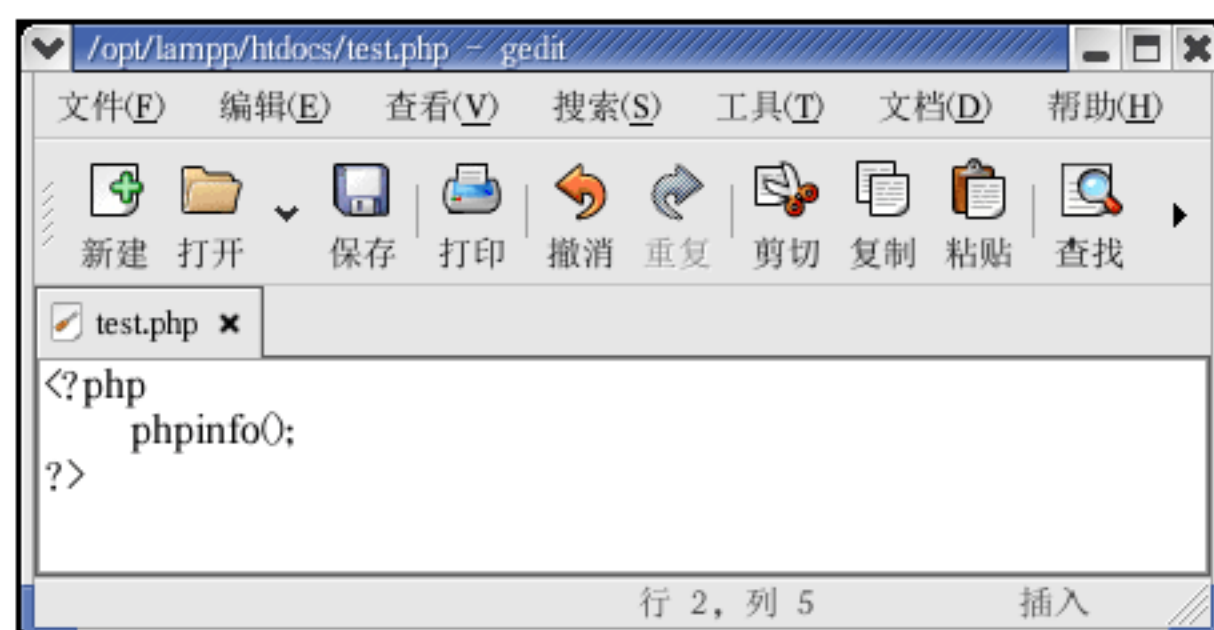 /opt/lampp/htdocs/test.php - gedit
文件(F) 编辑(E) 查看(V) 搜索(S) 工具(T) 文档(D) 帮助(H)
新建 打开 保存 打印 撤消 重复 剪切 复制 粘贴 查找
test.php
<?php
phpinfo();
?>
行 2, 列 5 插入